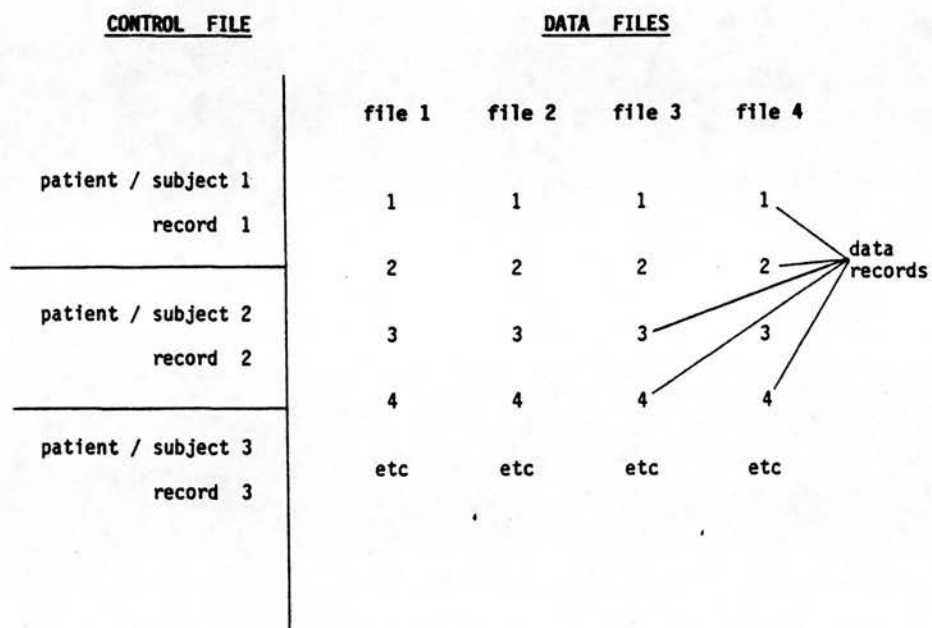 CONTROL FILE DATA FILES
file 1 file 2 file 3 file 4
patient / subject 1
record 1
1 1 1 1
data
records
2 2 2 2
patient / subject 2
record 2
3 3 3 3
4 4 4 4
patient / subject 3
record 3
etc etc etc etc